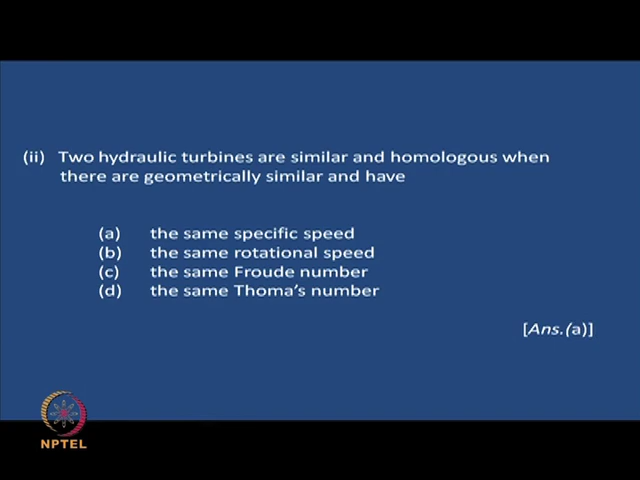 (ii) Two hydraulic turbines are similar and homologous when
there are geometrically similar and have
(a) the same specific speed
(b) the same rotational speed
(c) the same Froude number
(d) the same Thoma's number
[Ans.(a)]
NPTEL